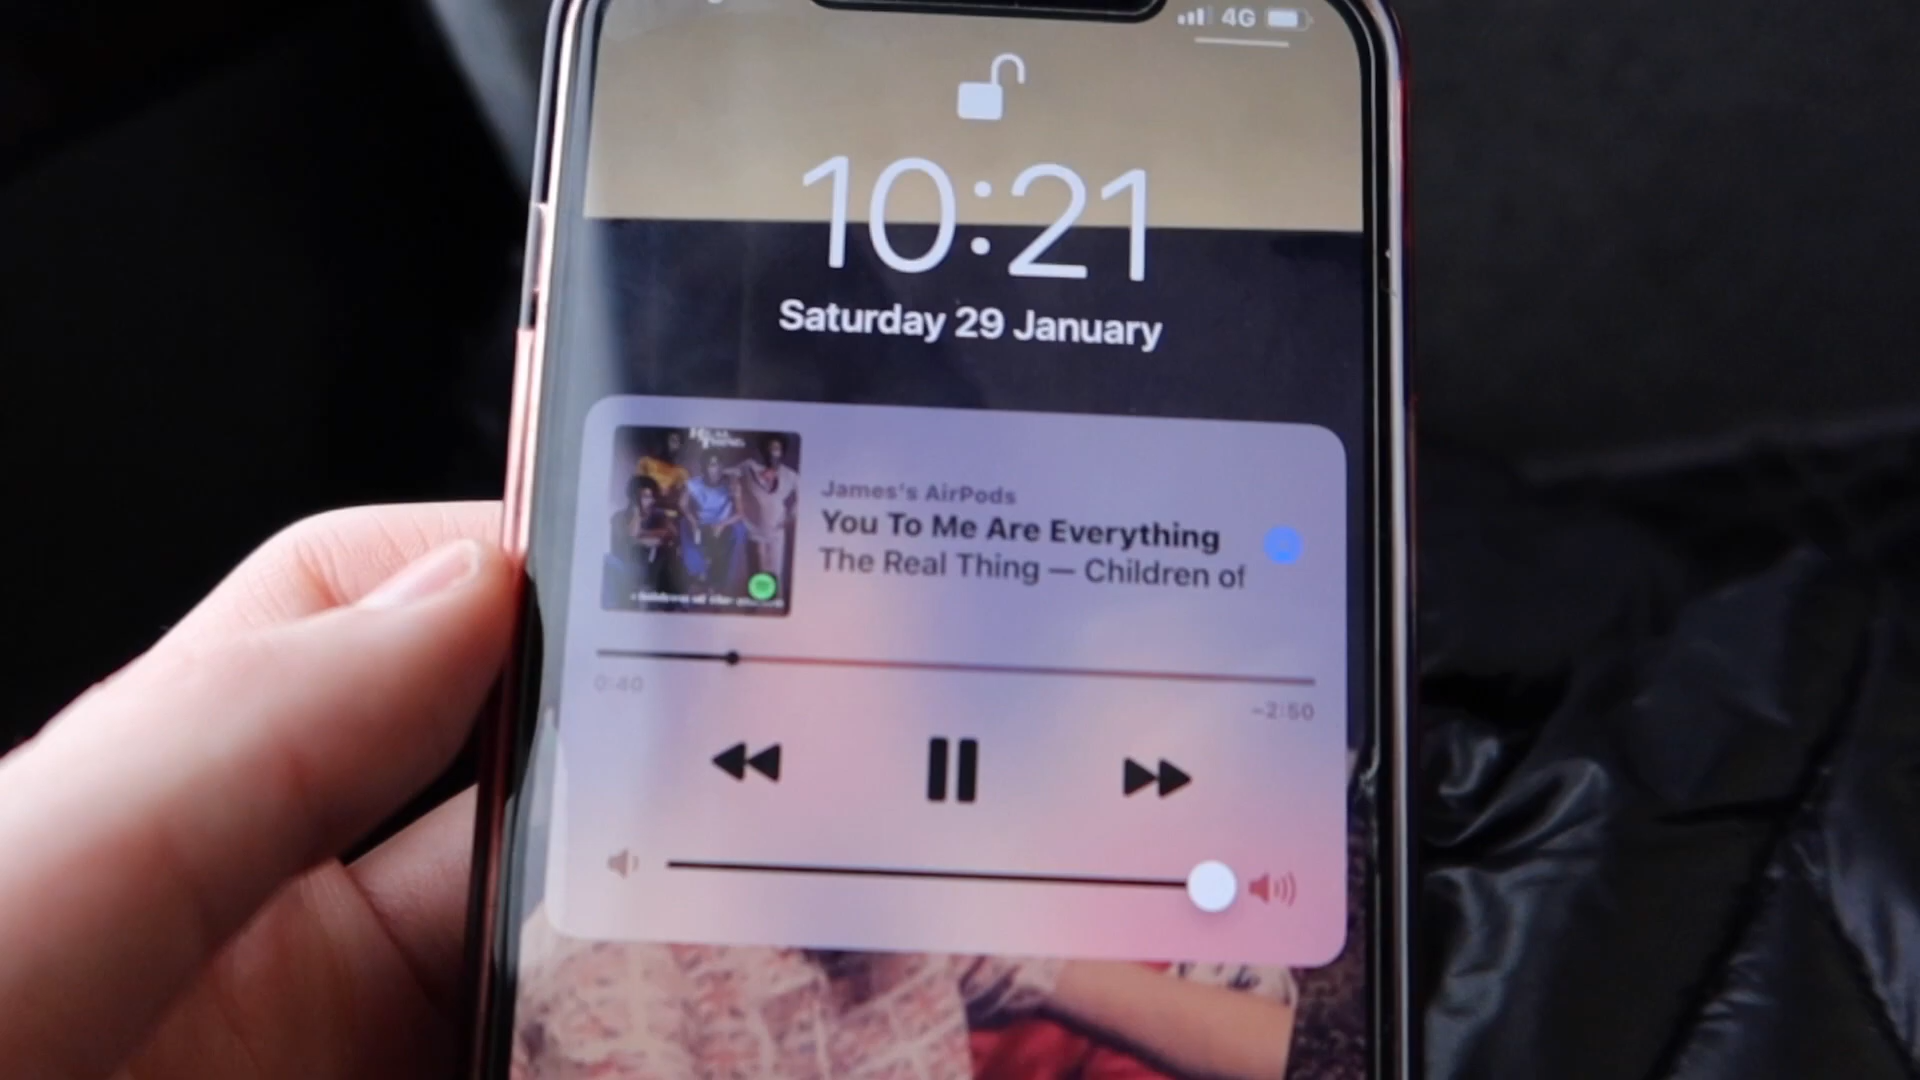 4G
10:21
Saturday 29 January
James's AirPods
You To Me Are Everything
The Real Thing — Children of
0:40
-2:50